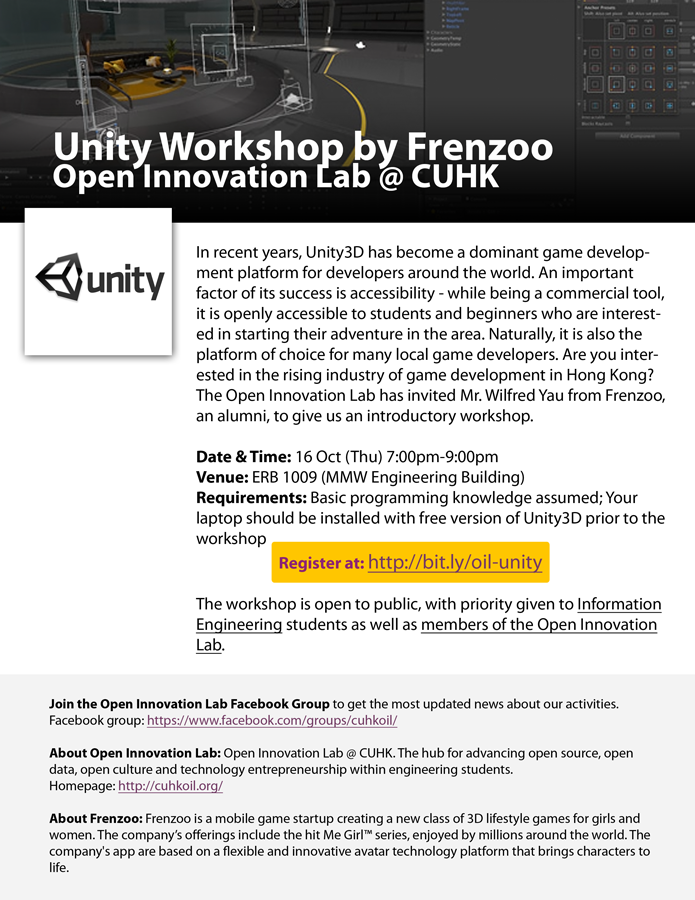 Anchor Presets
Add Component
Unity Workshop by Frenzoo
Open Innovation Lab @ CUHK
unity
In recent years, Unity3D has become a dominant game develop-
ment platform for developers around the world. An important
factor of its success is accessibility - while being a commercial tool,
it is openly accessible to students and beginners who are interest-
ed in starting their adventure in the area. Naturally, it is also the
platform of choice for many local game developers. Are you inter-
ested in the rising industry of game development in Hong Kong?
The Open Innovation Lab has invited Mr. Wilfred Yau from Frenzoo,
an alumni, to give us an introductory workshop.
Date & Time: 16 Oct (Thu) 7:00pm-9:00pm
Venue: ERB 1009 (MMW Engineering Building)
Requirements: Basic programming knowledge assumed; Your
laptop should be installed with free version of Unity3D prior to the
workshop
Register at: http://bit.ly/oil-unity
The workshop is open to public, with priority given to Information
Engineering students as well as members of the Open Innovation
Lab.
Join the Open Innovation Lab Facebook Group to get the most updated news about our activities.
Facebook group: https://www.facebook.com/groups/cuhkoil/
About Open Innovation Lab: Open Innovation Lab @ CUHK. The hub for advancing open source, open
data, open culture and technology entrepreneurship within engineering students.
Homepage: http://cuhkoil.org/
About Frenzoo: Frenzoo is a mobile game startup creating a new class of 3D lifestyle games for girls and
women. The company's offerings include the hit Me Girl™ series, enjoyed by millions around the world. The
company's app are based on a flexible and innovative avatar technology platform that brings characters to
life.